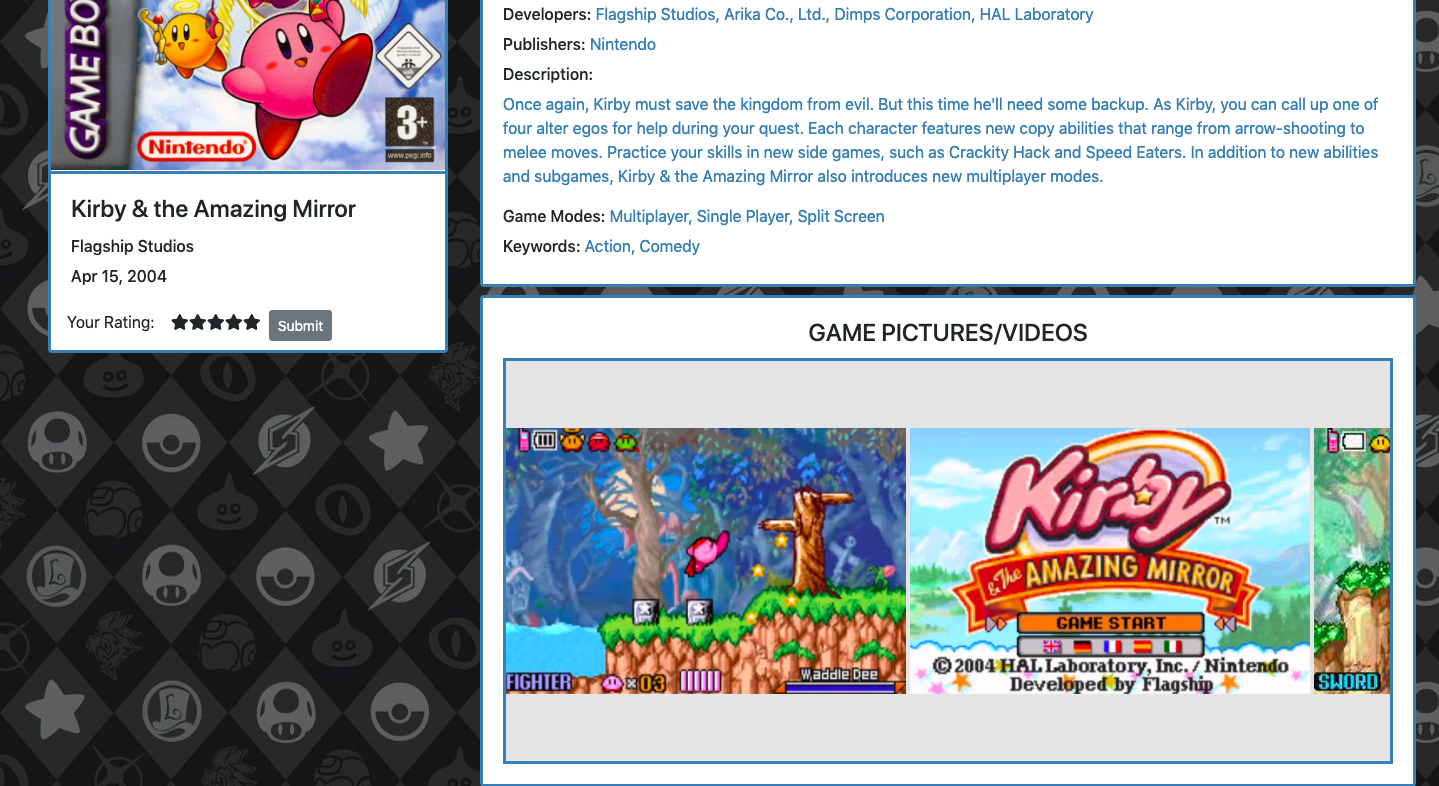 GAME BO
3+
www.pegi.info
Nintendo
Kirby & the Amazing Mirror
Flagship Studios
Apr 15, 2004
Your Rating:
Submit
Developers: Flagship Studios, Arika Co., Ltd., Dimps Corporation, HAL Laboratory
Publishers: Nintendo
Description:
Once again, Kirby must save the kingdom from evil. But this time he'll need some backup. As Kirby, you can call up one of
four alter egos for help during your quest. Each character features new copy abilities that range from arrow-shooting to
melee moves. Practice your skills in new side games, such as Crackity Hack and Speed Eaters. In addition to new abilities
and subgames, Kirby & the Amazing Mirror also introduces new multiplayer modes.
Game Modes: Multiplayer, Single Player, Split Screen
Keywords: Action, Comedy
GAME PICTURES/VIDEOS
FIGHTER
×03
Waddle Dee
Kirby™
& The AMAZING MIRROR
GAME START
©2004 HAL Laboratory, Inc. / Nintendo
Developed by Flagship
SWORD